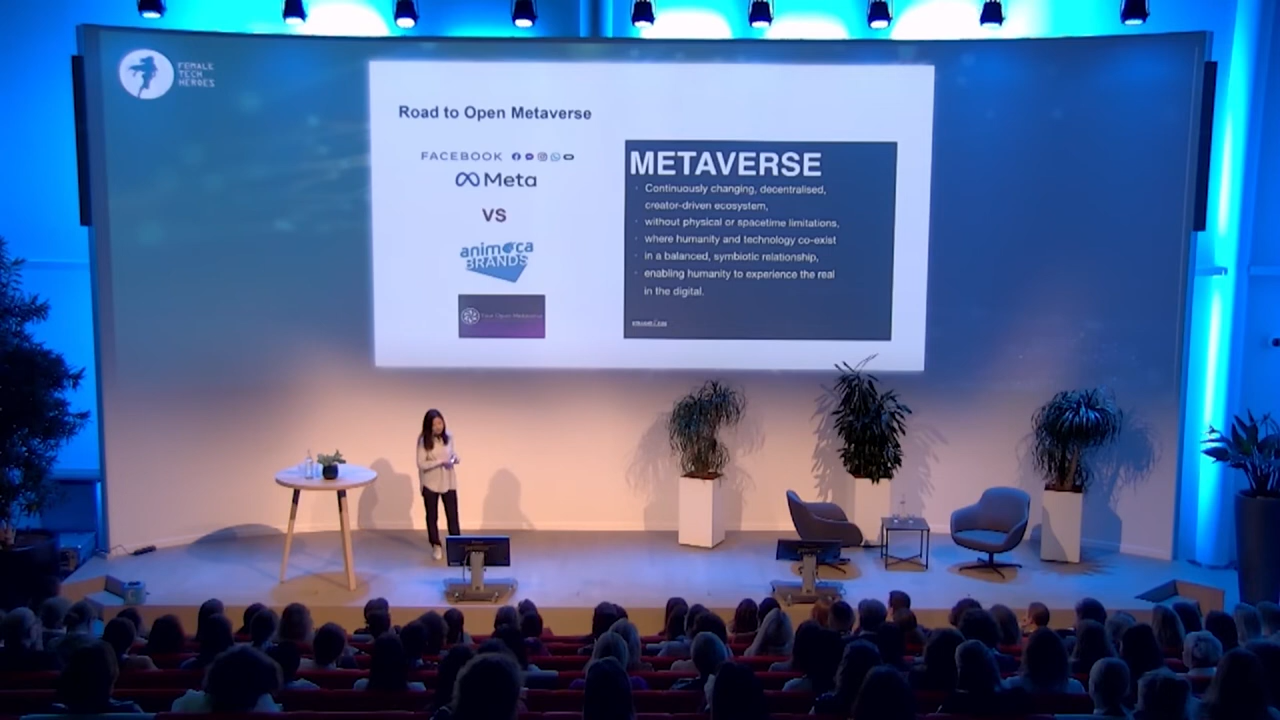 FEMALE
TECH
HEROES
Road to Open Metaverse
FACEBOOK
Meta
VS
animoca
BRANDS
Open Metaverse
METAVERSE
· Continuously changing, decentralised,
creator-driven ecosystem,
· without physical or spacetime limitations,
· where humanity and technology co-exist
· in a balanced, symbiotic relationship,
· enabling humanity to experience the real
in the digital.